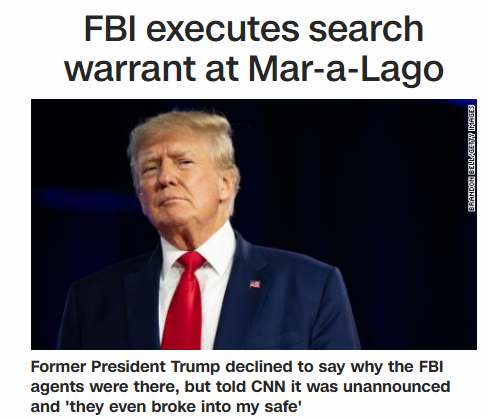 FBI executes search
warrant at Mar-a-Lago
BRANDON BELL/GETTY IMAGES
Former President Trump declined to say why the FBI
agents were there, but told CNN it was unannounced
and 'they even broke into my safe'